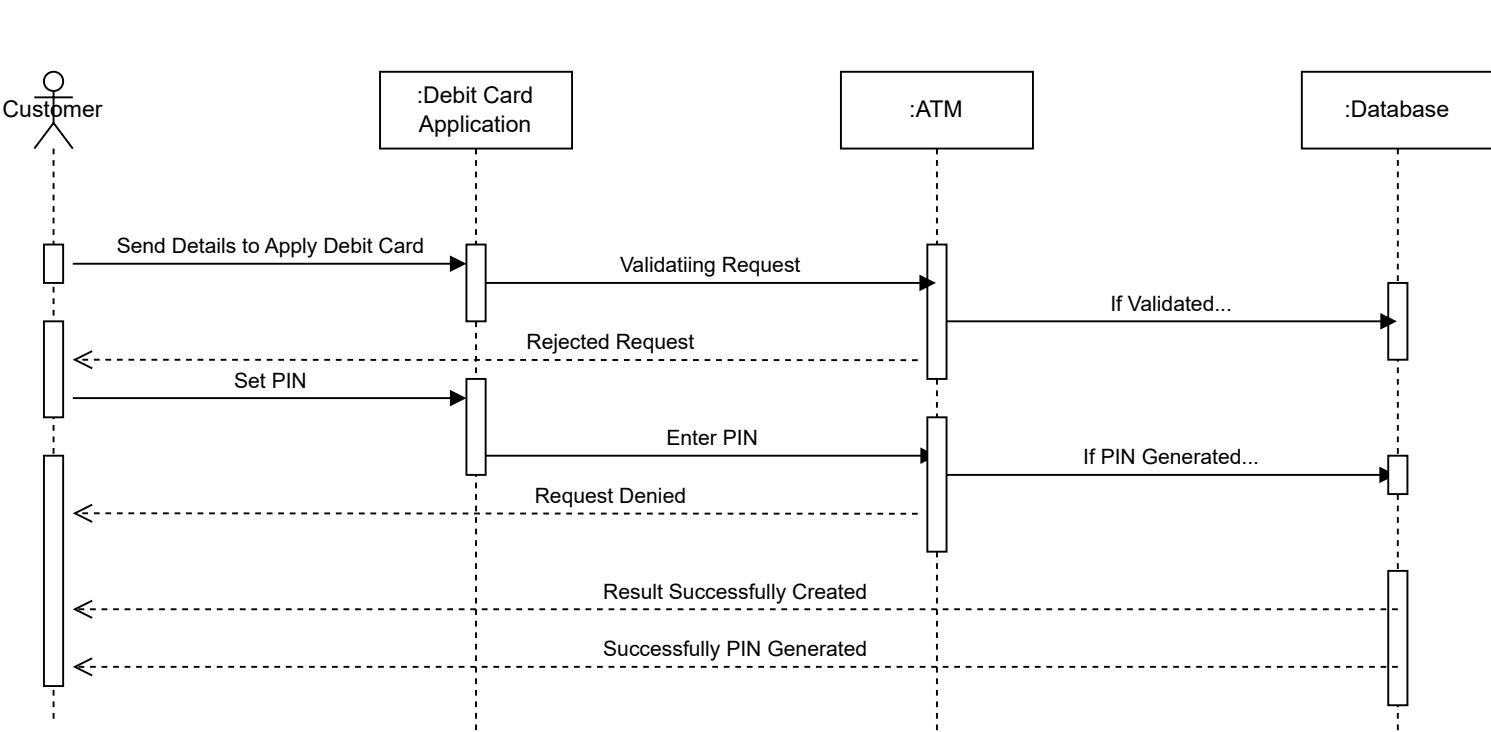 Customer
:Debit Card
Application
:ATM
:Database
Send Details to Apply Debit Card
Validatiing Request
If Validated...
Rejected Request
Set PIN
Enter PIN
If PIN Generated...
Request Denied
Result Successfully Created
Successfully PIN Generated